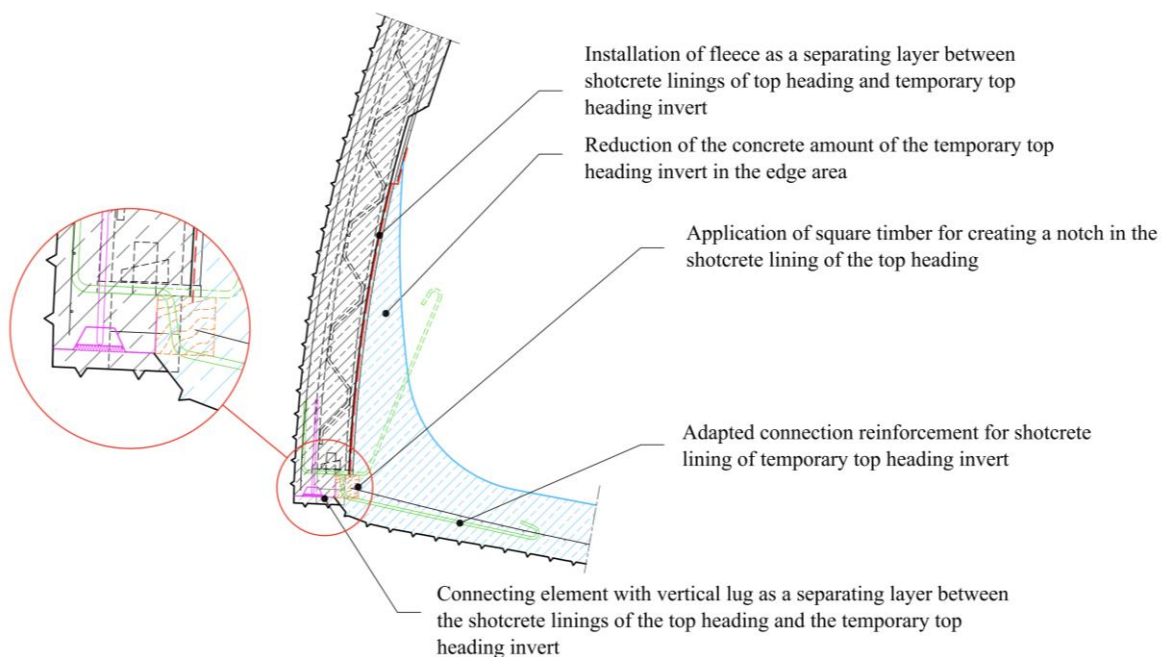 Installation of fleece as a separating layer between
shotcrete linings of top heading and temporary top
heading invert
Reduction of the concrete amount of the temporary top
heading invert in the edge area
Application of square timber for creating a notch in the
shotcrete lining of the top heading
Adapted connection reinforcement for shotcrete
lining of temporary top heading invert
Connecting element with vertical lug as a separating layer between
the shotcrete linings of the top heading and the temporary top
heading invert